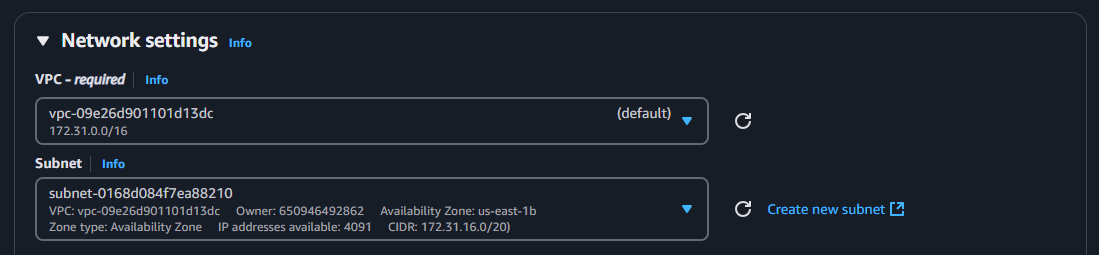 Network settings Info
VPC - required Info
vpc-09e26d901101d13dc (default)
172.31.0.0/16
Subnet Info
subnet-0168d084f7ea88210
VPC: vpc-09e26d901101d13dc Owner: 650946492862 Availability Zone: us-east-1b
Zone type: Availability Zone IP addresses available: 4091 CIDR: 172.31.16.0/20)
Create new subnet